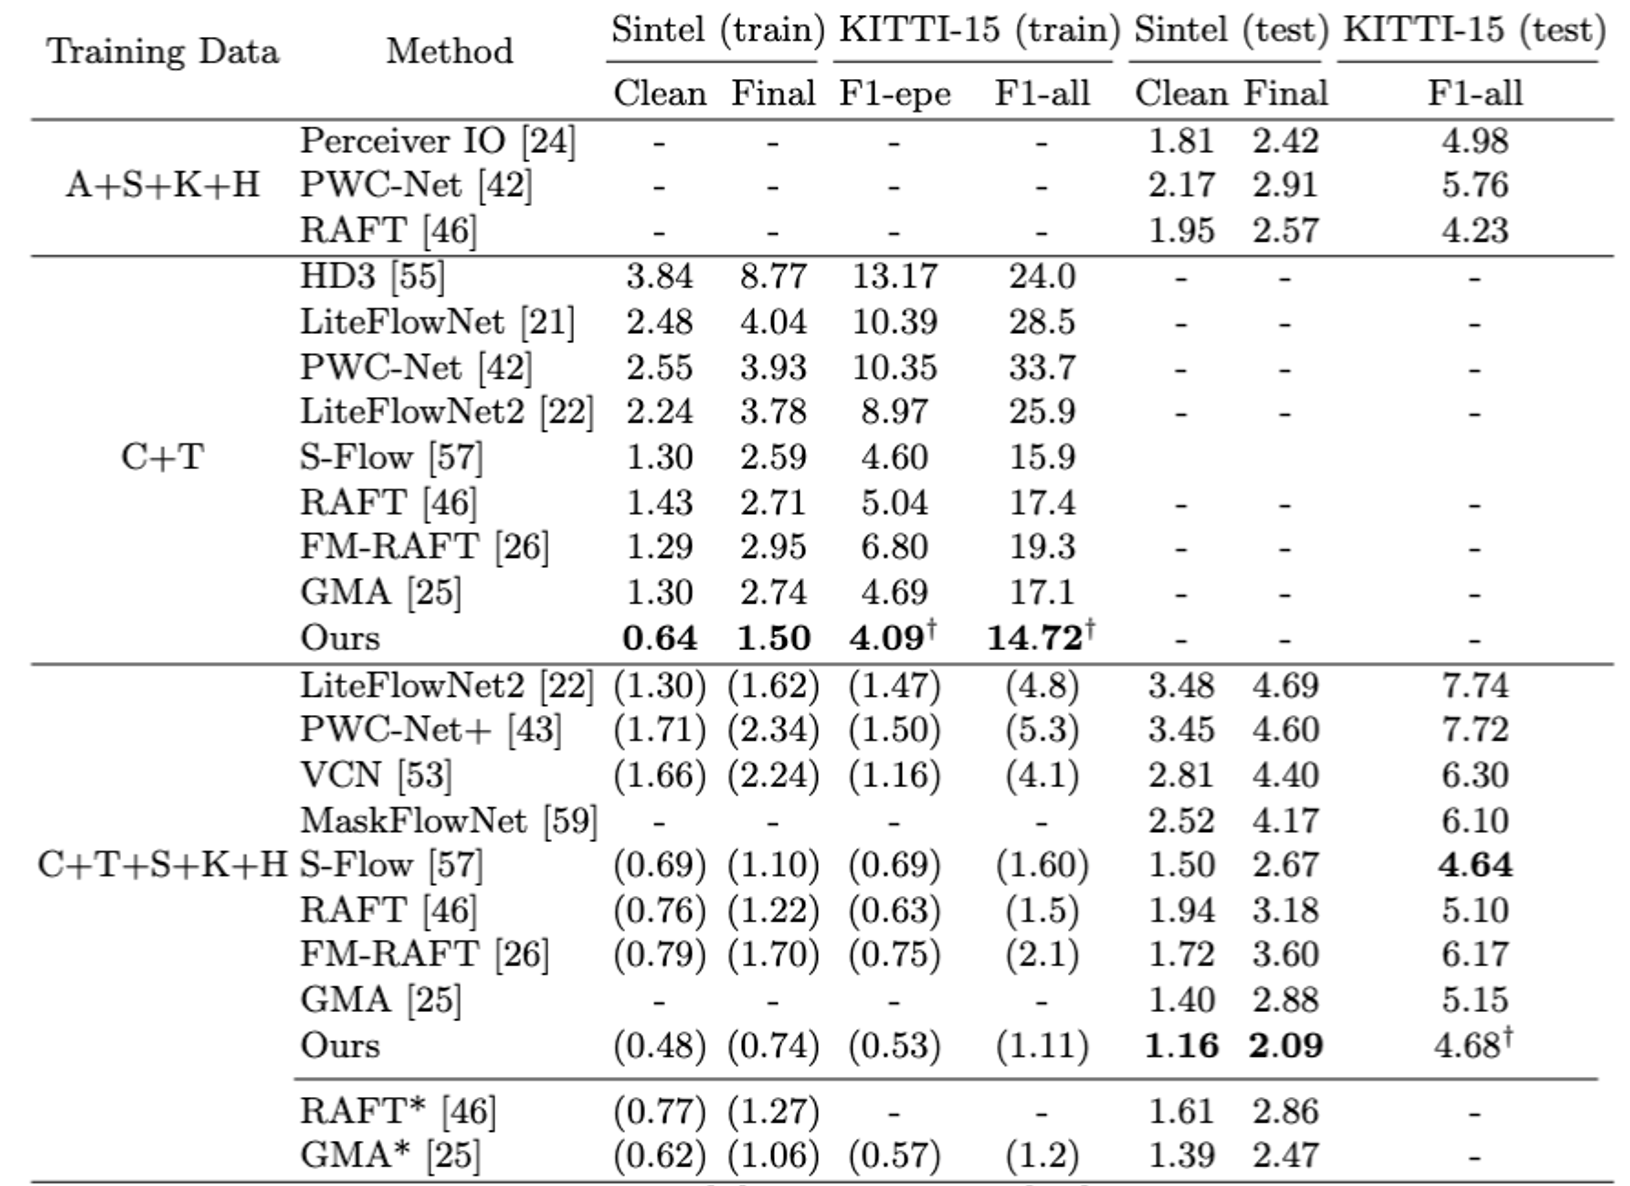 Training Data Method Sintel (train) KITTI-15 (train) Sintel (test) KITTI-15 (test)
Clean Final F1-epe F1-all Clean Final F1-all
Perceiver IO [24] - - - - 1.81 2.42 4.98
A+S+K+H PWC-Net [42] - - - - 2.17 2.91 5.76
RAFT [46] - - - - 1.95 2.57 4.23
HD3 [55] 3.84 8.77 13.17 24.0 - - -
LiteFlowNet [21] 2.48 4.04 10.39 28.5 - - -
PWC-Net [42] 2.55 3.93 10.35 33.7 - - -
LiteFlowNet2 [22] 2.24 3.78 8.97 25.9 - - -
C+T S-Flow [57] 1.30 2.59 4.60 15.9
RAFT [46] 1.43 2.71 5.04 17.4 - - -
FM-RAFT [26] 1.29 2.95 6.80 19.3 - - -
GMA [25] 1.30 2.74 4.69 17.1 - - -
Ours 0.64 1.50 4.09† 14.72† - - -
LiteFlowNet2 [22] (1.30) (1.62) (1.47) (4.8) 3.48 4.69 7.74
PWC-Net+ [43] (1.71) (2.34) (1.50) (5.3) 3.45 4.60 7.72
VCN [53] (1.66) (2.24) (1.16) (4.1) 2.81 4.40 6.30
MaskFlowNet [59] - - - - 2.52 4.17 6.10
C+T+S+K+H S-Flow [57] (0.69) (1.10) (0.69) (1.60) 1.50 2.67 4.64
RAFT [46] (0.76) (1.22) (0.63) (1.5) 1.94 3.18 5.10
FM-RAFT [26] (0.79) (1.70) (0.75) (2.1) 1.72 3.60 6.17
GMA [25] - - - - 1.40 2.88 5.15
Ours (0.48) (0.74) (0.53) (1.11) 1.16 2.09 4.68†
RAFT* [46] (0.77) (1.27) - - 1.61 2.86 -
GMA* [25] (0.62) (1.06) (0.57) (1.2) 1.39 2.47 -